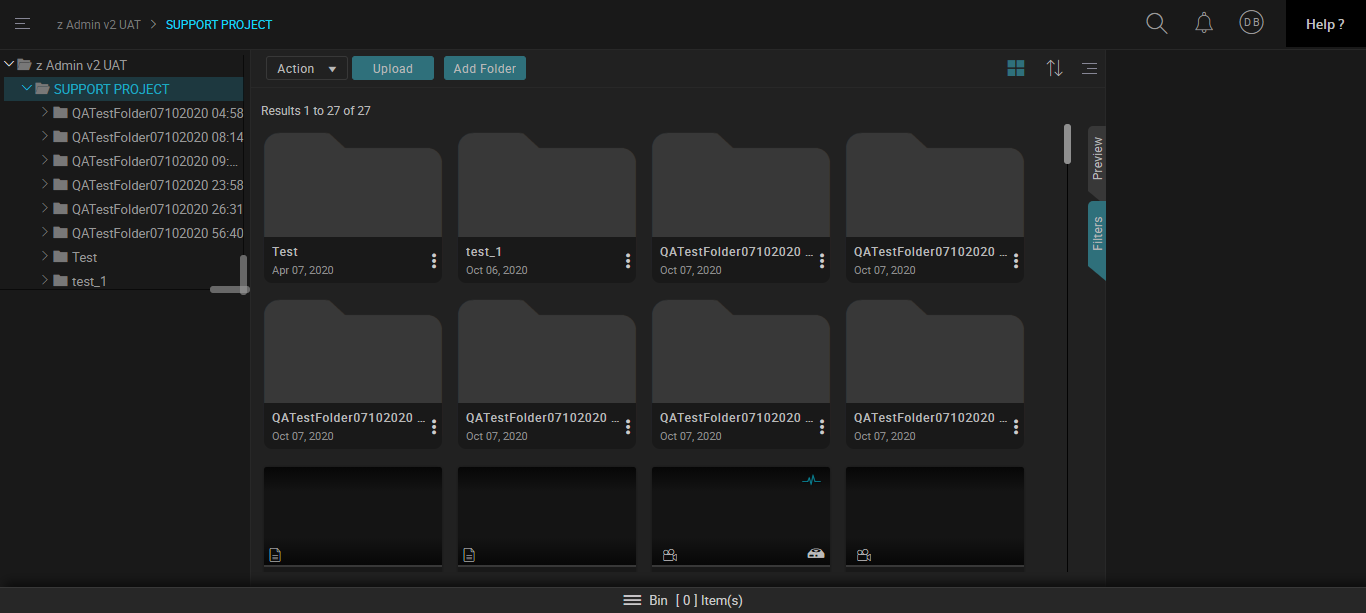 z Admin v2 UAT > SUPPORT PROJECT
DB
Help ?
z Admin v2 UAT
SUPPORT PROJECT
QATestFolder07102020 04:58
QATestFolder07102020 08:14
QATestFolder07102020 09:...
QATestFolder07102020 23:58
QATestFolder07102020 26:31
QATestFolder07102020 56:40
Test
test_1
Action Upload Add Folder
Results 1 to 27 of 27
Test
Apr 07, 2020
test_1
Oct 06, 2020
QATestFolder07102020 ...
Oct 07, 2020
QATestFolder07102020 ...
Oct 07, 2020
QATestFolder07102020 ...
Oct 07, 2020
QATestFolder07102020 ...
Oct 07, 2020
QATestFolder07102020 ...
Oct 07, 2020
QATestFolder07102020 ...
Oct 07, 2020
Preview
Filters
Bin [ 0 ] Item(s)